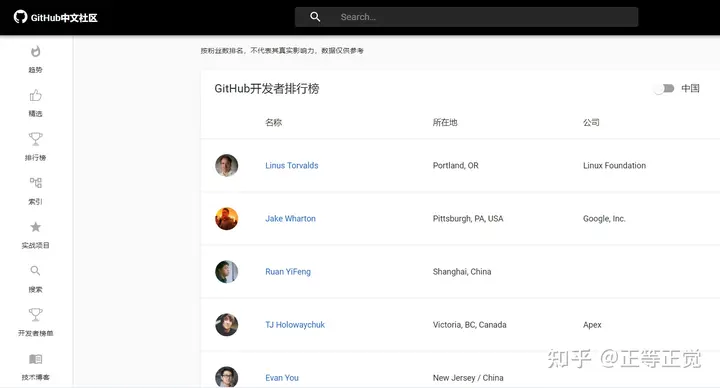 GitHub中文社区
Search...
趋势
精选
排行榜
索引
实战项目
搜索
开发者榜单
技术博客
按粉丝数排名，不代表其真实影响力，数据仅供参考
GitHub开发者排行榜 中国
名称 所在地 公司
Linus Torvalds Portland, OR Linux Foundation
Jake Wharton Pittsburgh, PA, USA Google, Inc.
Ruan YiFeng Shanghai, China
TJ Holowaychuk Victoria, BC, Canada Apex
Evan You New Jersey / China
知乎 @正等正觉